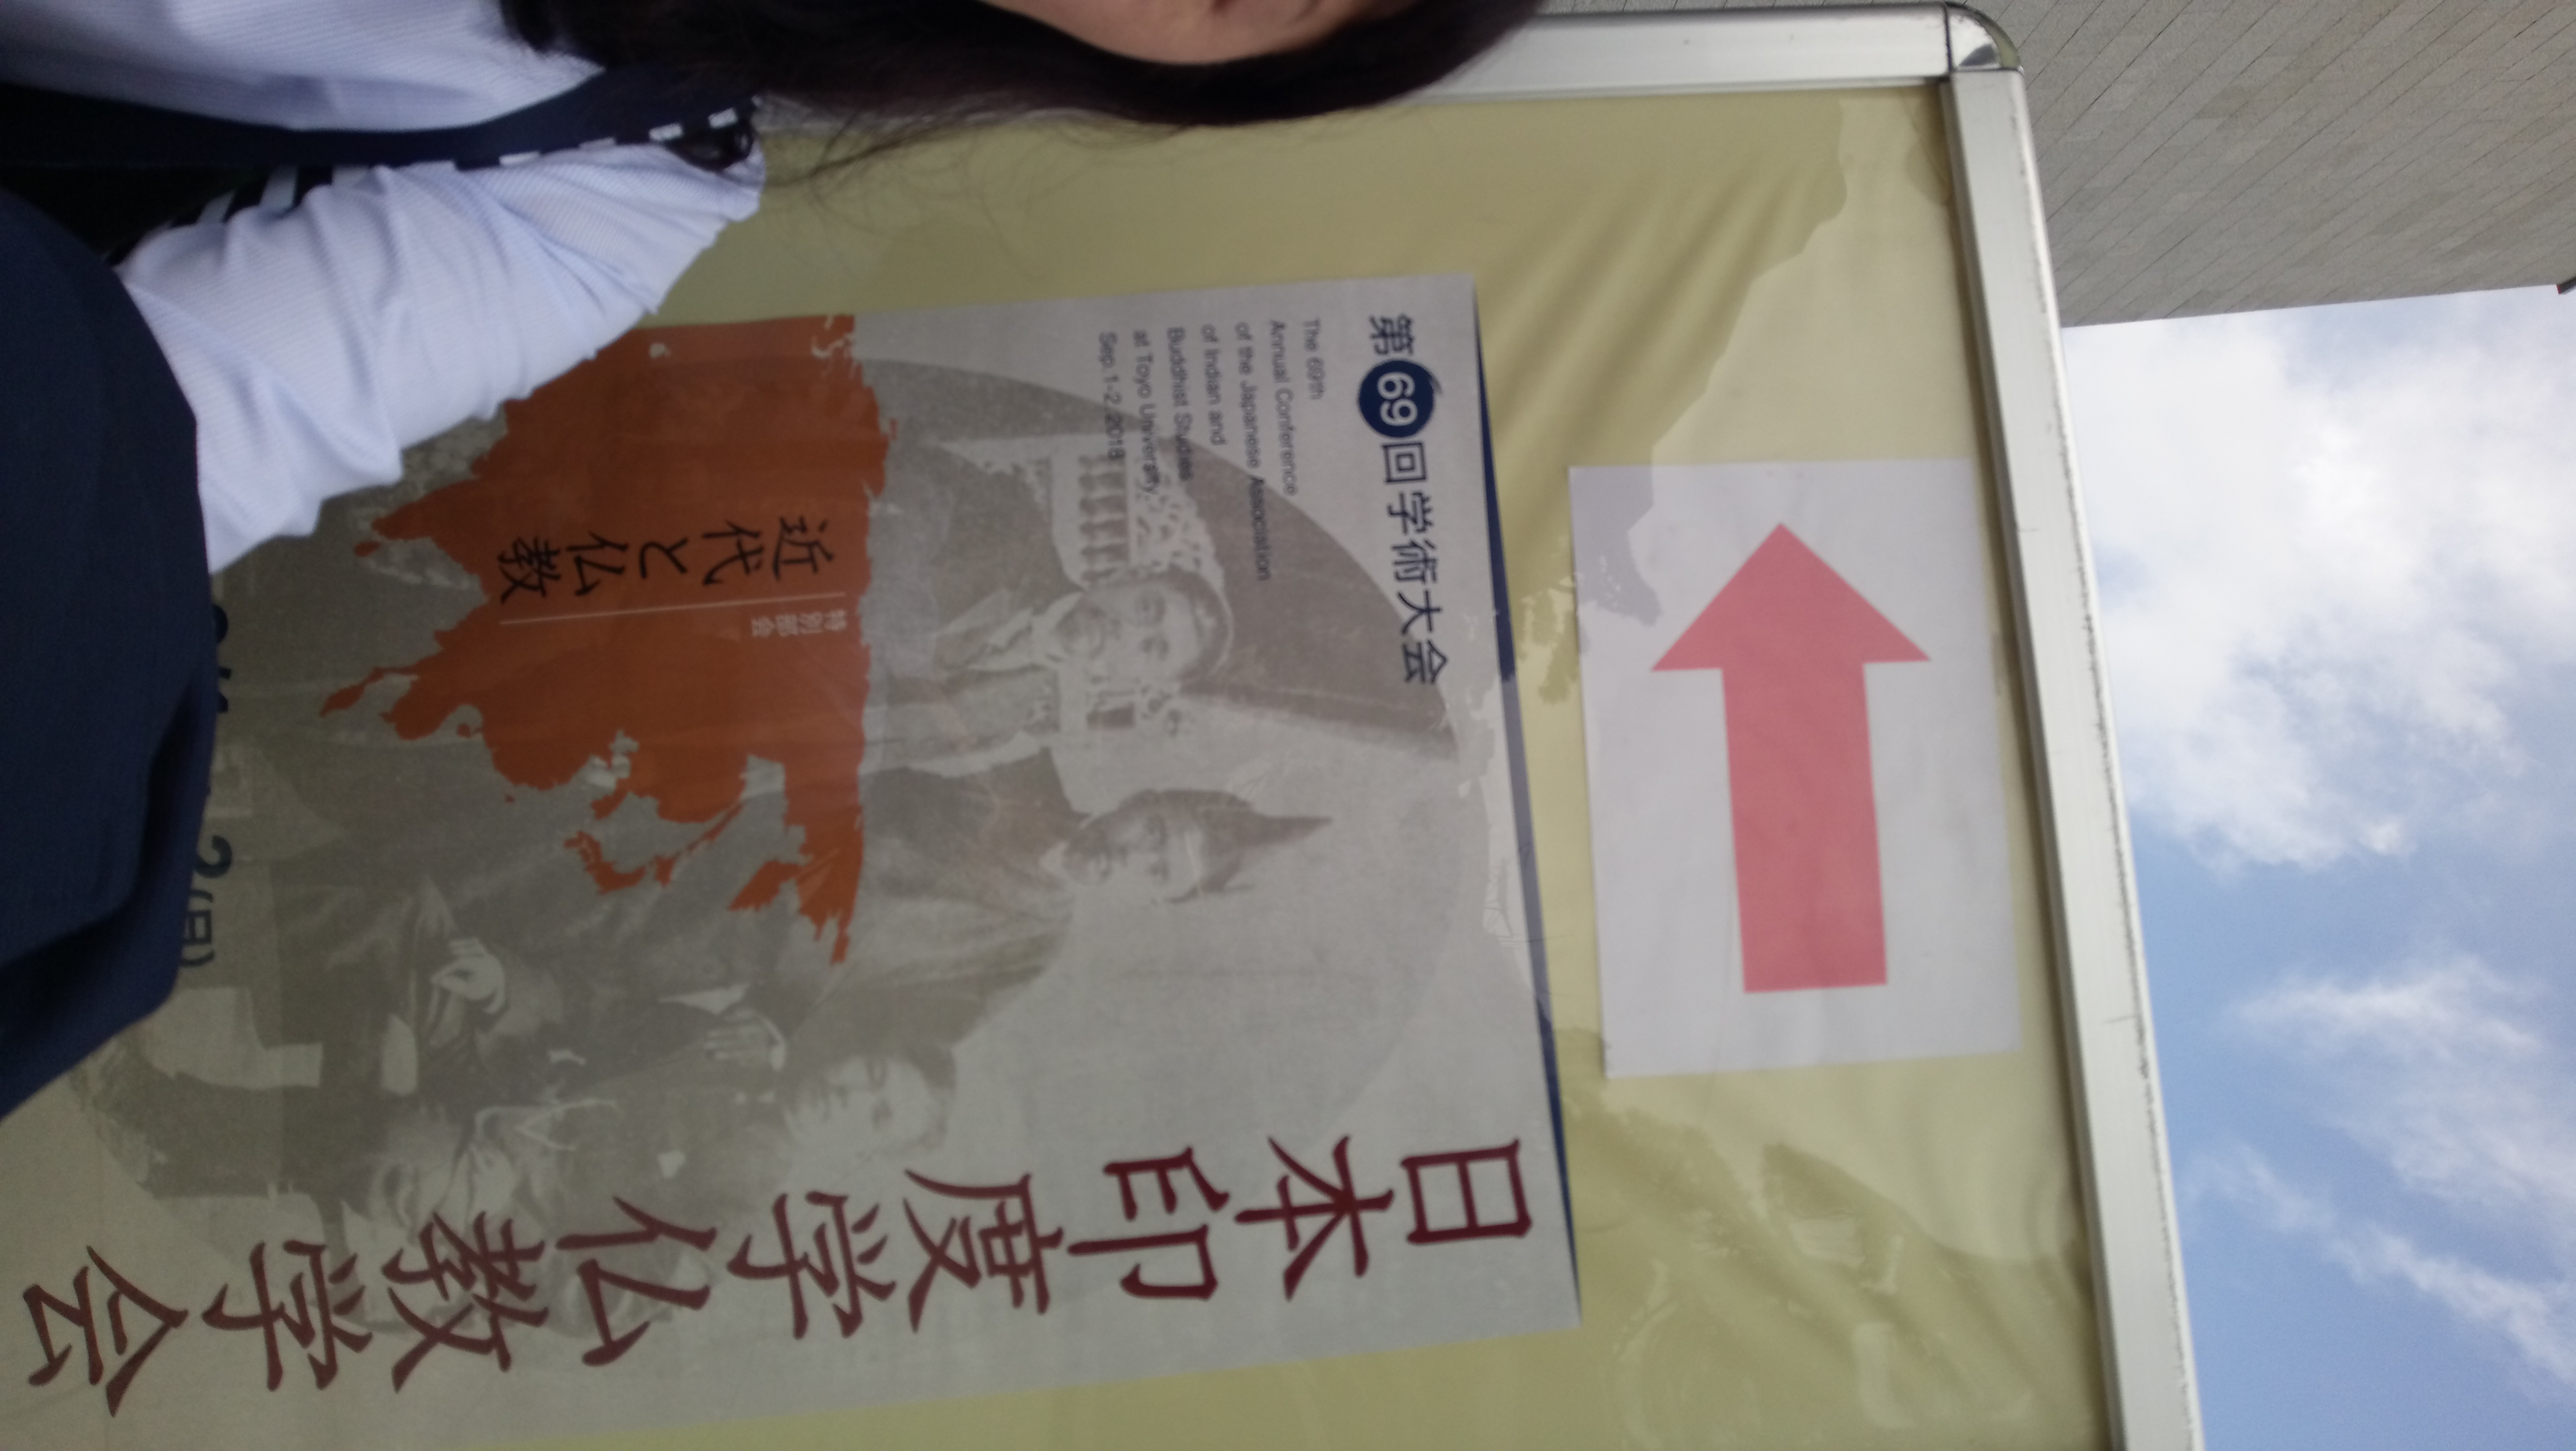 日本印度学仏教学会
第69回学術大会
The 69th
Annual Conference
of the Japanese Association
of Indian and
Buddhist Studies
at Toyo University
Sep.1-2.2018
特別部会
近代と仏教
2(日)